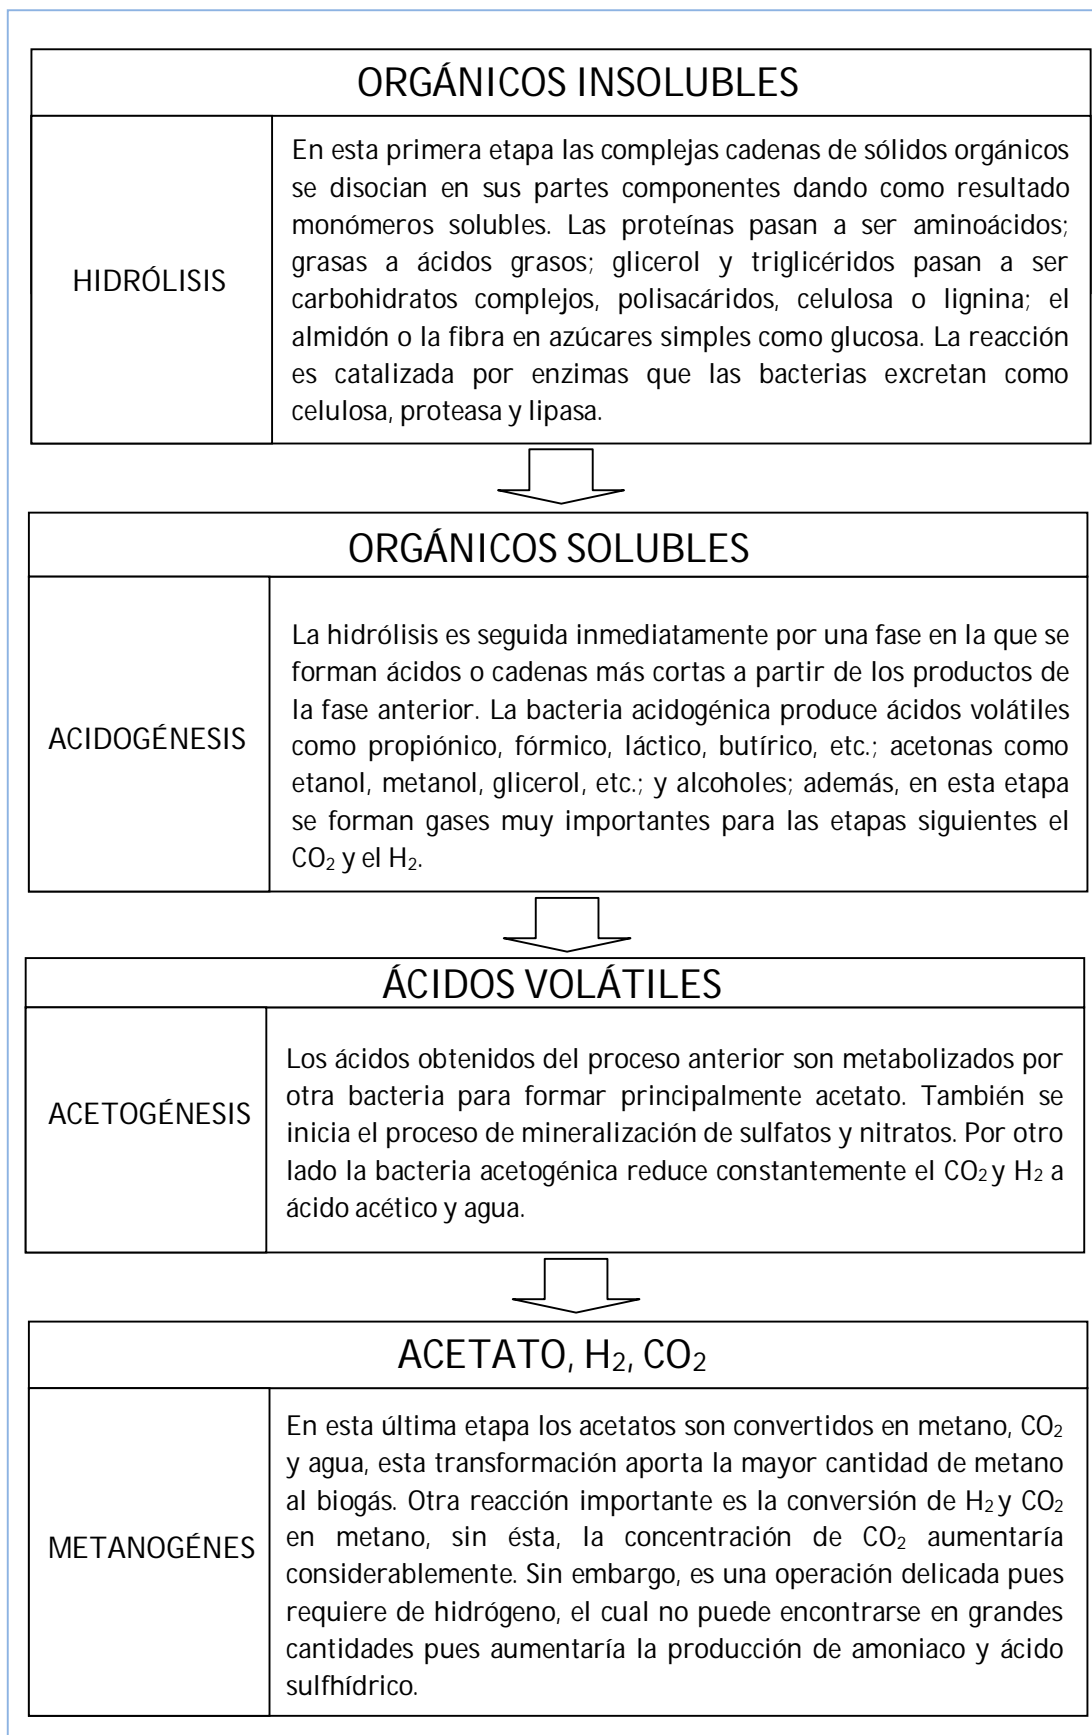 ORGÁNICOS INSOLUBLES
HIDRÓLISIS
En esta primera etapa las complejas cadenas de sólidos orgánicos
se disocian en sus partes componentes dando como resultado
monómeros solubles. Las proteínas pasan a ser aminoácidos;
grasas a ácidos grasos; glicerol y triglicéridos pasan a ser
carbohidratos complejos, polisacáridos, celulosa o lignina; el
almidón o la fibra en azúcares simples como glucosa. La reacción
es catalizada por enzimas que las bacterias excretan como
celulosa, proteasa y lipasa.
ORGÁNICOS SOLUBLES
ACIDOGÉNESIS
La hidrólisis es seguida inmediatamente por una fase en la que se
forman ácidos o cadenas más cortas a partir de los productos de
la fase anterior. La bacteria acidogénica produce ácidos volátiles
como propiónico, fórmico, láctico, butírico, etc.; acetonas como
etanol, metanol, glicerol, etc.; y alcoholes; además, en esta etapa
se forman gases muy importantes para las etapas siguientes el
CO₂ y el H₂.
ÁCIDOS VOLÁTILES
ACETOGÉNESIS
Los ácidos obtenidos del proceso anterior son metabolizados por
otra bacteria para formar principalmente acetato. También se
inicia el proceso de mineralización de sulfatos y nitratos. Por otro
lado la bacteria acetogénica reduce constantemente el CO₂ y H₂ a
ácido acético y agua.
ACETATO, H₂, CO₂
METANOGÉNES
En esta última etapa los acetatos son convertidos en metano, CO₂
y agua, esta transformación aporta la mayor cantidad de metano
al biogás. Otra reacción importante es la conversión de H₂ y CO₂
en metano, sin ésta, la concentración de CO₂ aumentaría
considerablemente. Sin embargo, es una operación delicada pues
requiere de hidrógeno, el cual no puede encontrarse en grandes
cantidades pues aumentaría la producción de amoniaco y ácido
sulfhídrico.